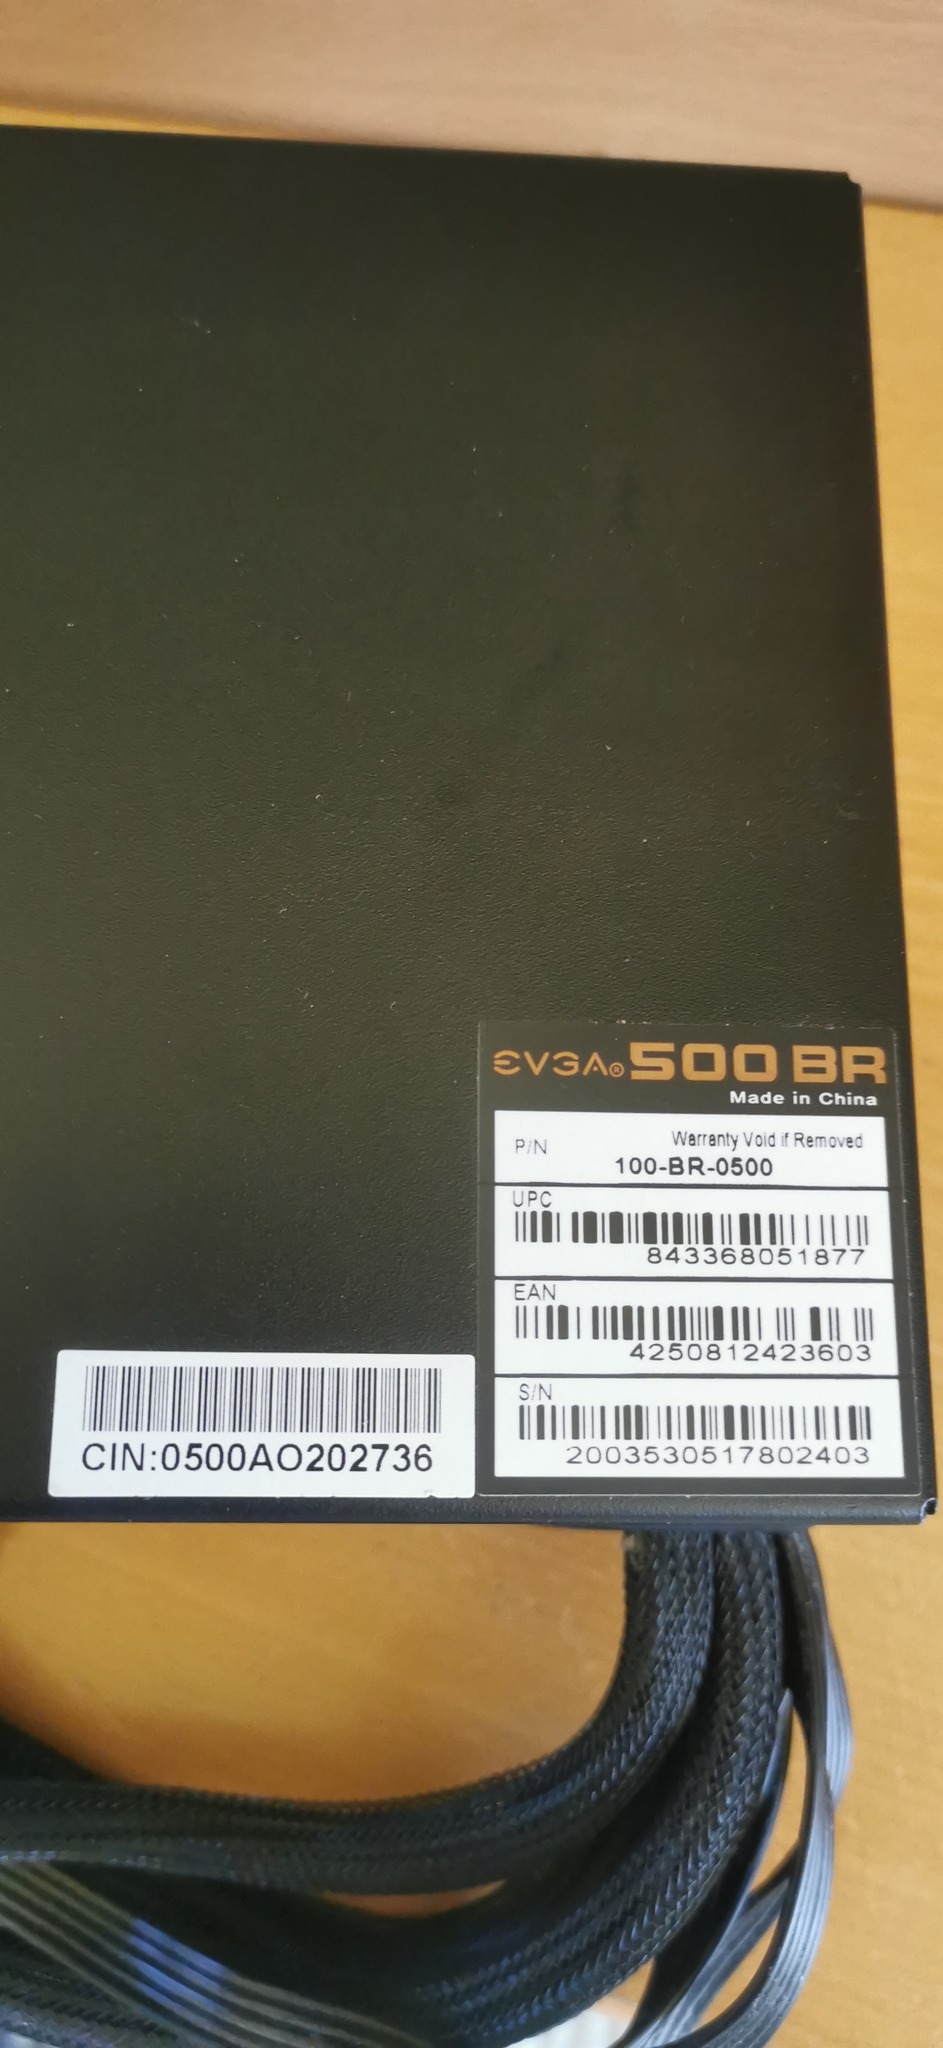 EVGA® 500 BR
Made in China
P/N
Warranty Void if Removed
100-BR-0500
UPC
843368051877
EAN
4250812423603
S/N
2003530517802403
CIN:0500AO202736